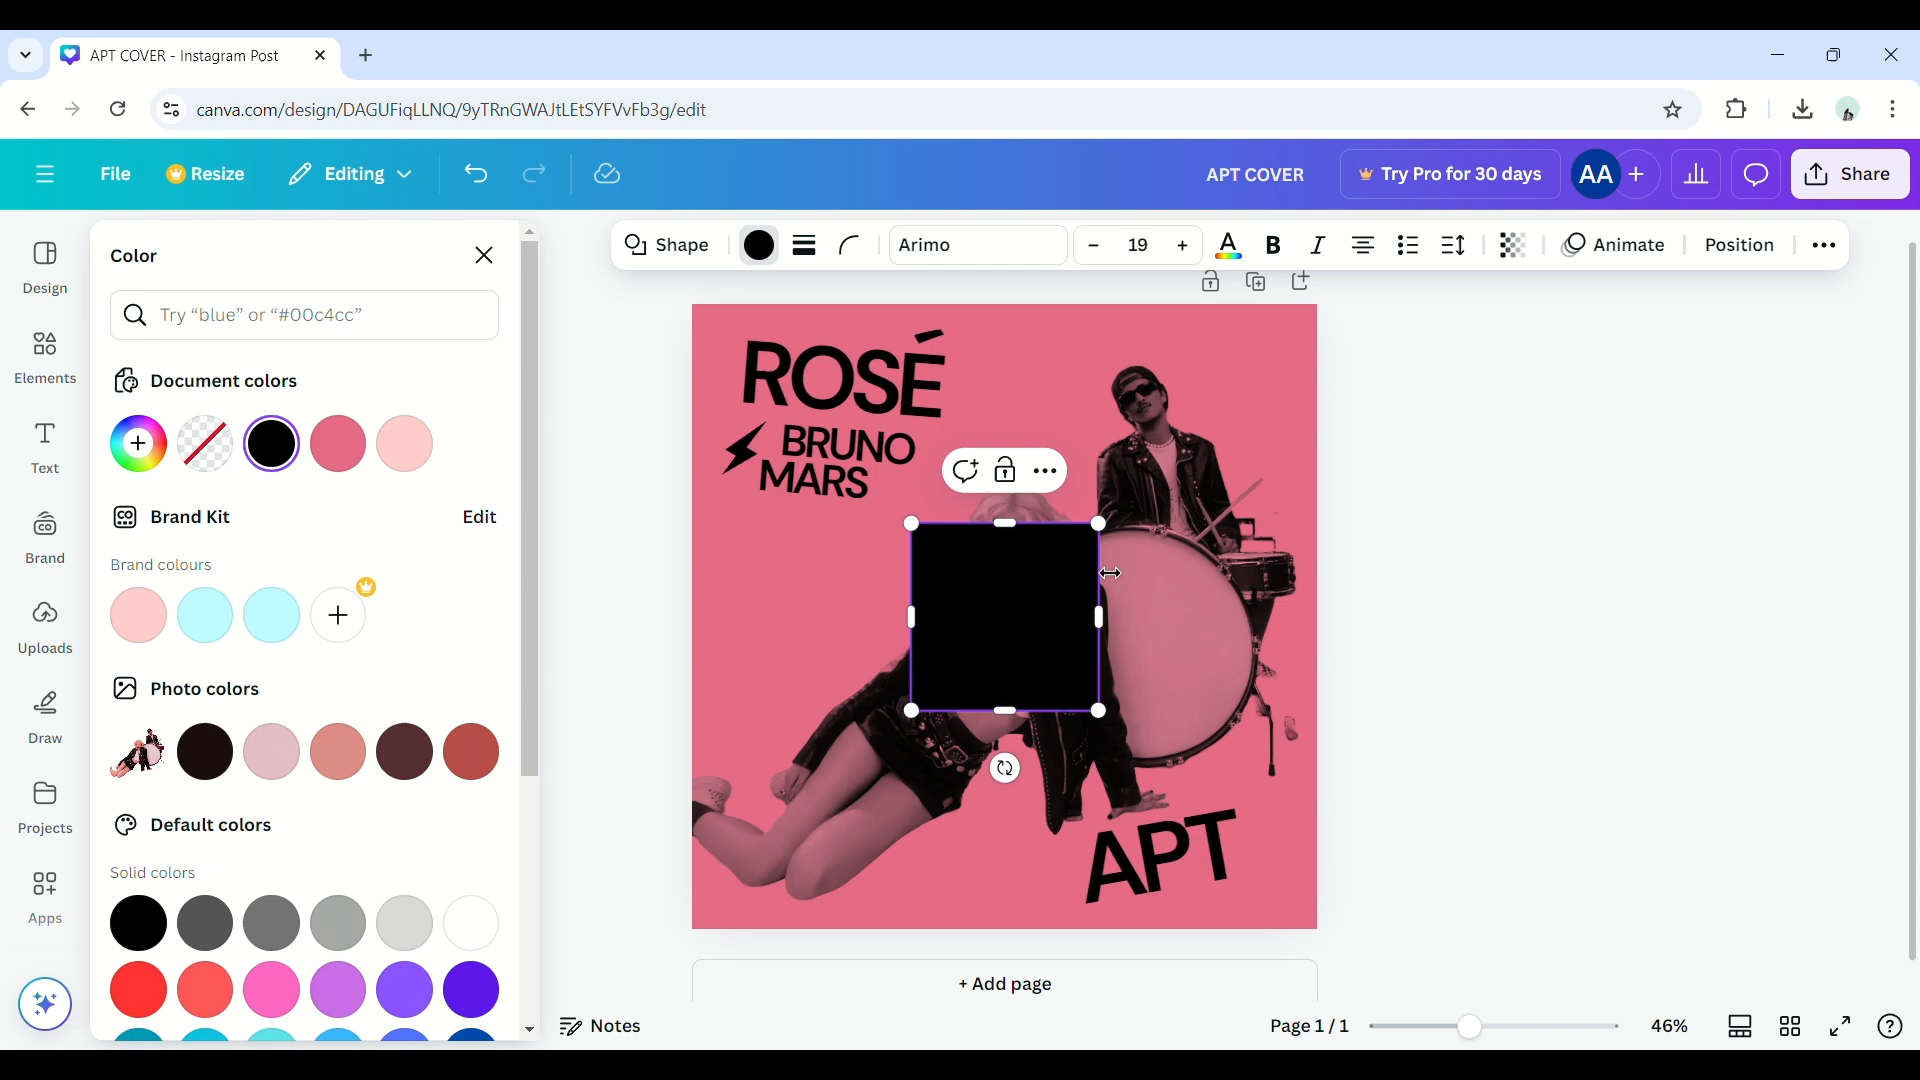 APT COVER - Instagram Post
canva.com/design/DAGUFiqLLNQ/9yTRnGWAJtLEtSYFVvFb3g/edit
File
Resize
Editing
APT COVER
Try Pro for 30 days
AA
Share
Design
Elements
Text
Brand
Uploads
Draw
Projects
Apps
Color
Try “blue” or “#00c4cc”
Document colors
Brand Kit
Edit
Brand colours
Photo colors
Default colors
Solid colors
Shape
Arimo
– 19 +
A
B
I
Animate
Position
ROSÉ
BRUNO
MARS
APT
+ Add page
Notes
Page 1 / 1
46%